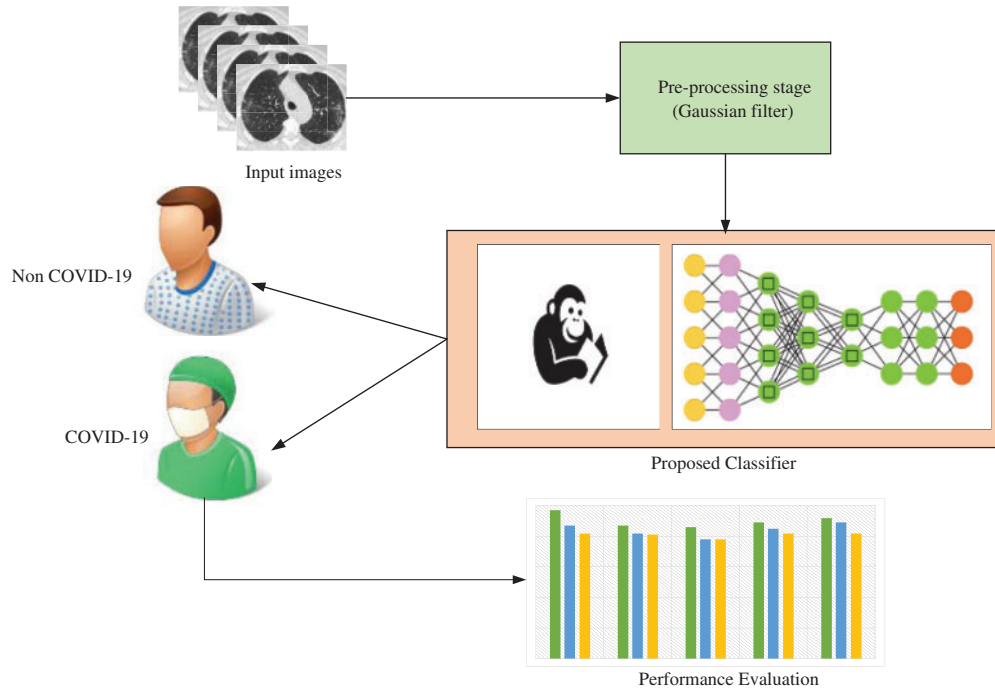 Pre-processing stage
(Gaussian filter)
Input images
Non COVID-19
COVID-19
Proposed Classifier
Performance Evaluation